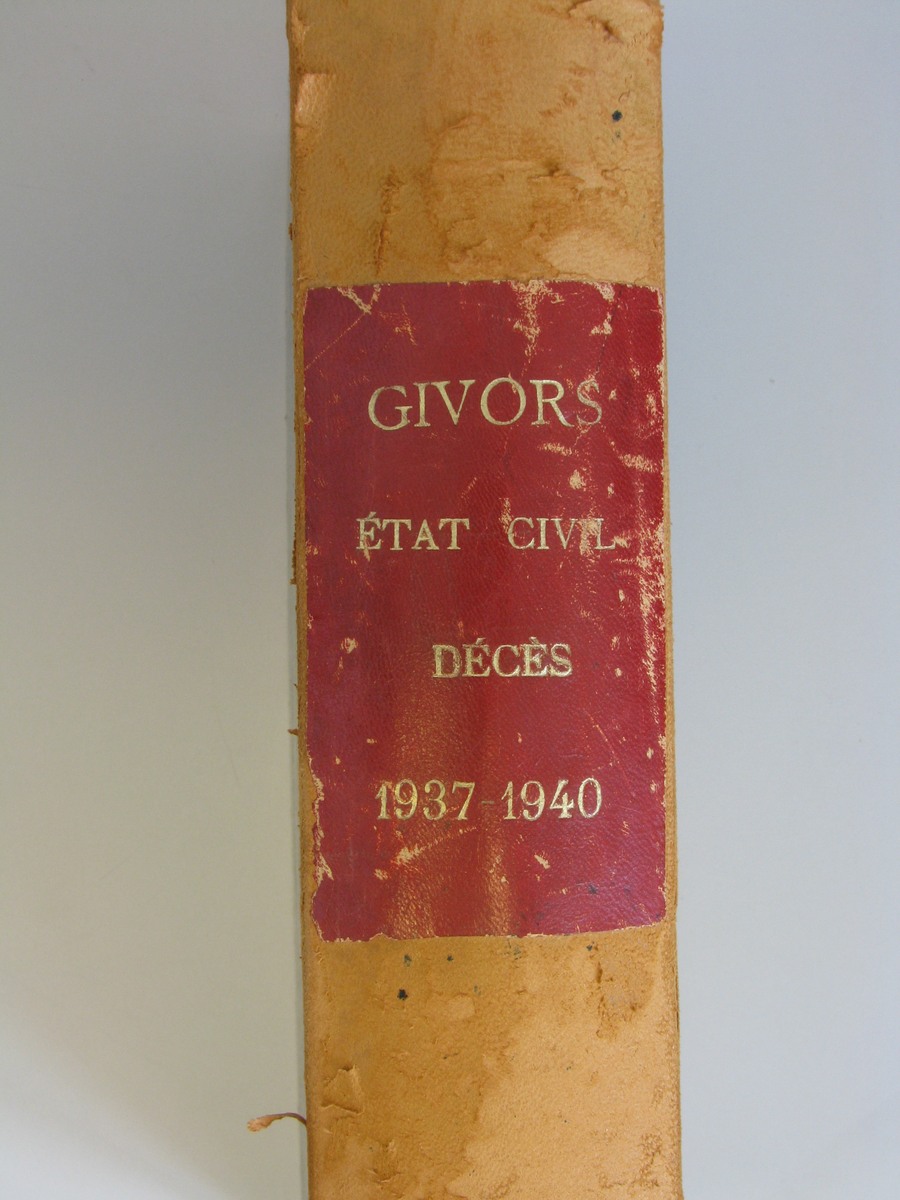 GIVORS
ÉTAT CIVIL
DÉCÈS
1937-1940